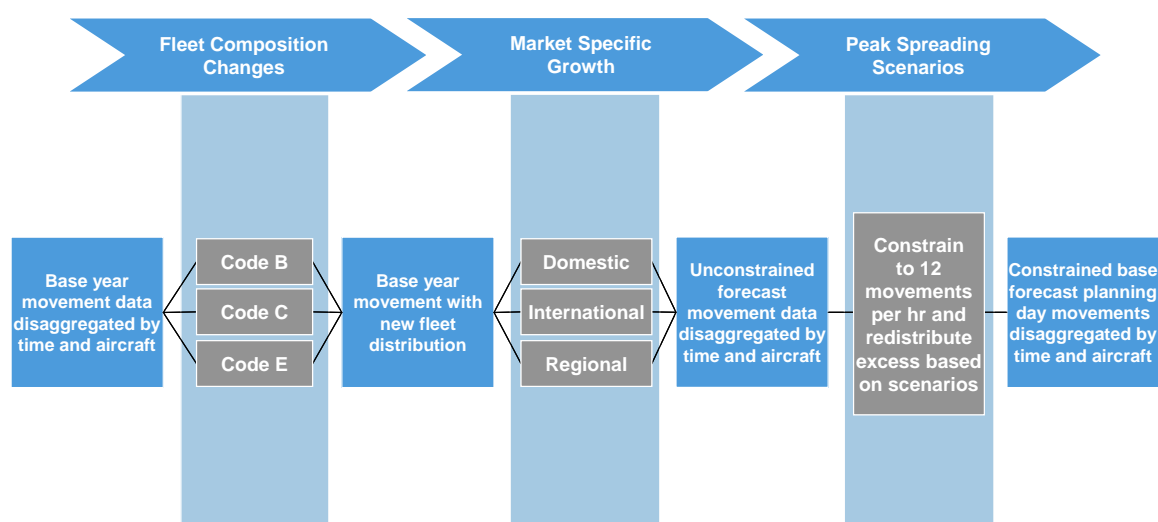 Fleet Composition
Changes
Market Specific
Growth
Peak Spreading
Scenarios
Base year
movement data
disaggregated by
time and aircraft
Code B
Code C
Code E
Base year
movement with
new fleet
distribution
Domestic
International
Regional
Unconstrained
forecast
movement data
disaggregated by
time and aircraft
Constrain
to 12
movements
per hr and
redistribute
excess based
on scenarios
Constrained base
forecast planning
day movements
disaggregated by
time and aircraft